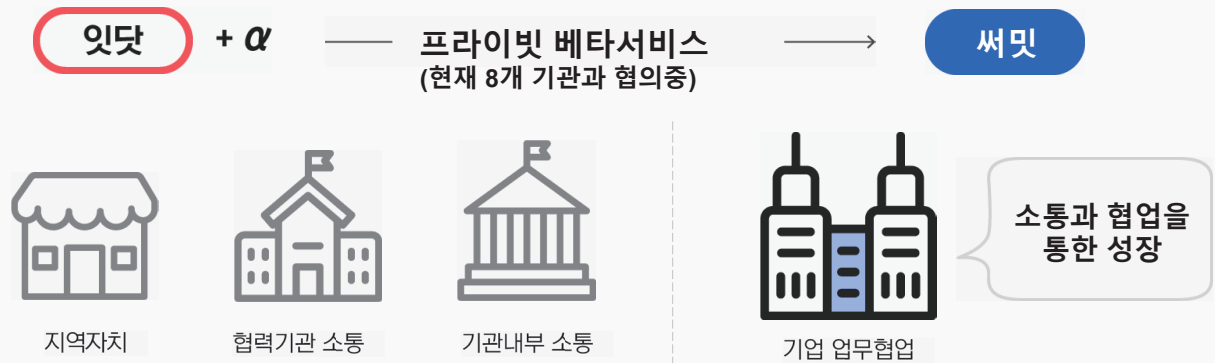 잇닷 + α
프라이빗 베타서비스
(현재 8개 기관과 협의중)
써밋
소통과 협업을
통한 성장
지역자치
협력기관 소통
기관내부 소통
기업 업무협업